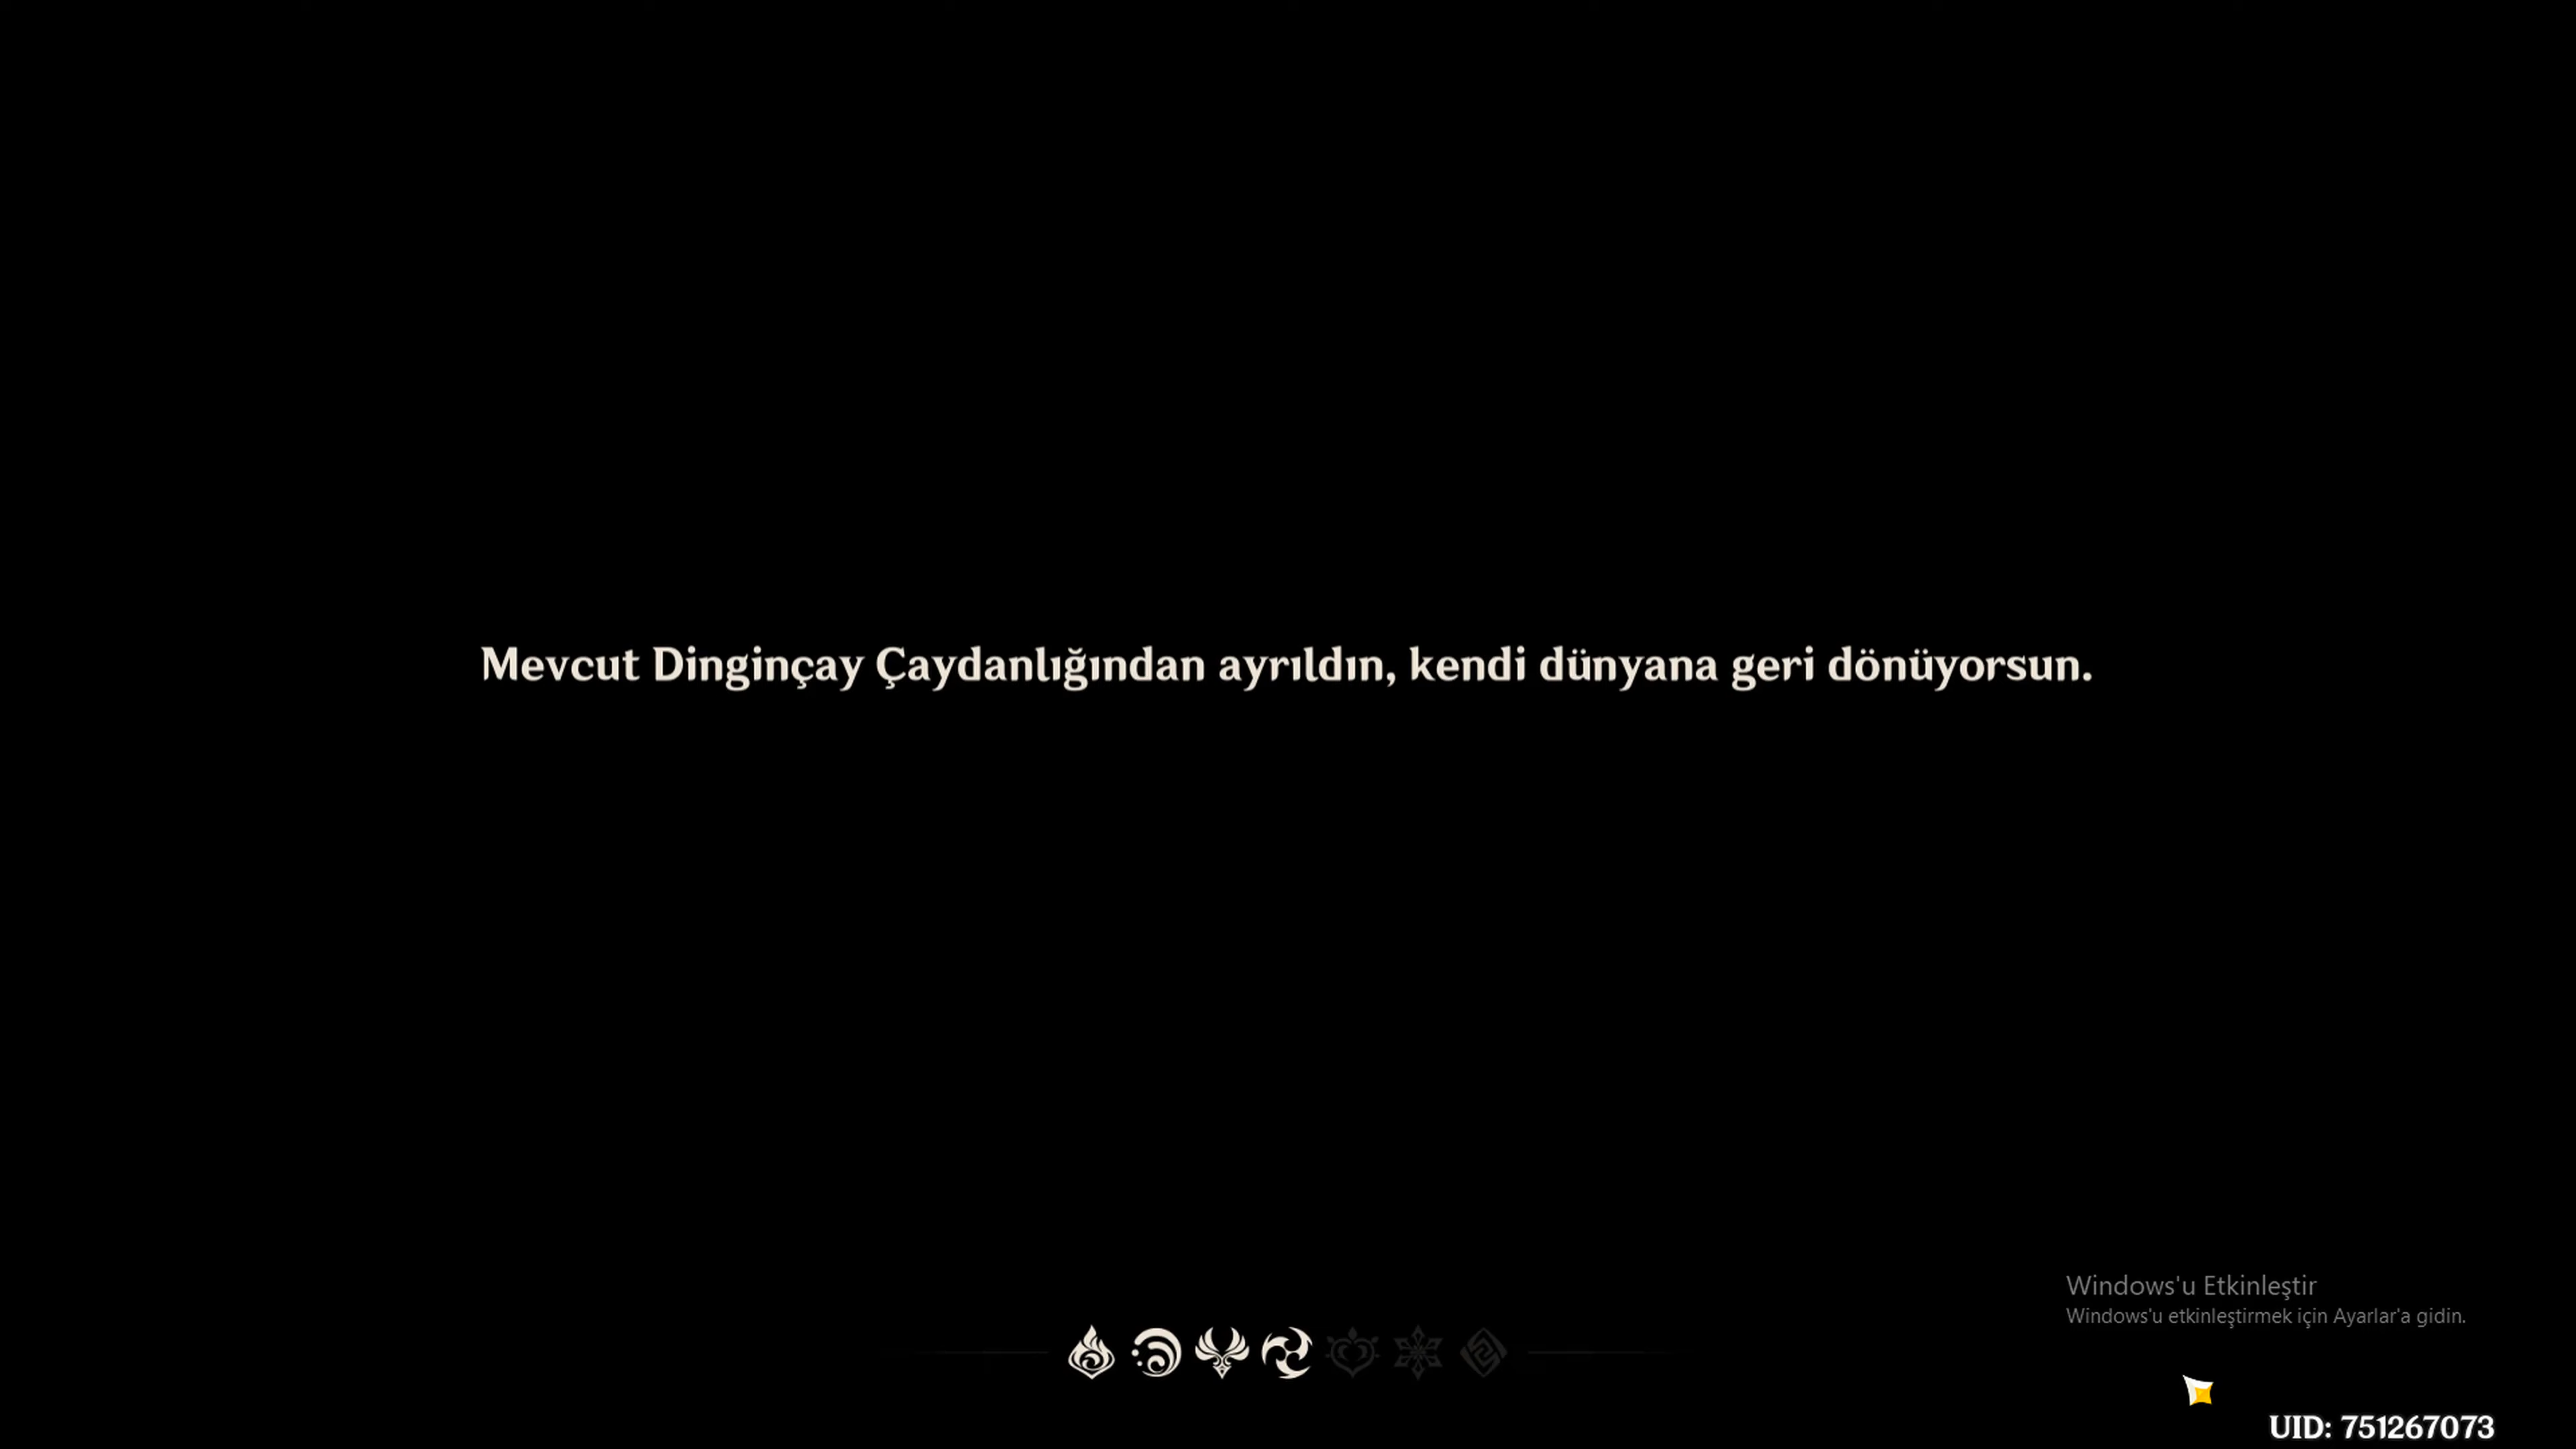 Mevcut Dinginçay Çaydanlığından ayrıldın, kendi dünyana geri dönüyorsun.
Windows'u Etkinleştir
Windows'u etkinleştirmek için Ayarlar'a gidin.
UID: 751267073